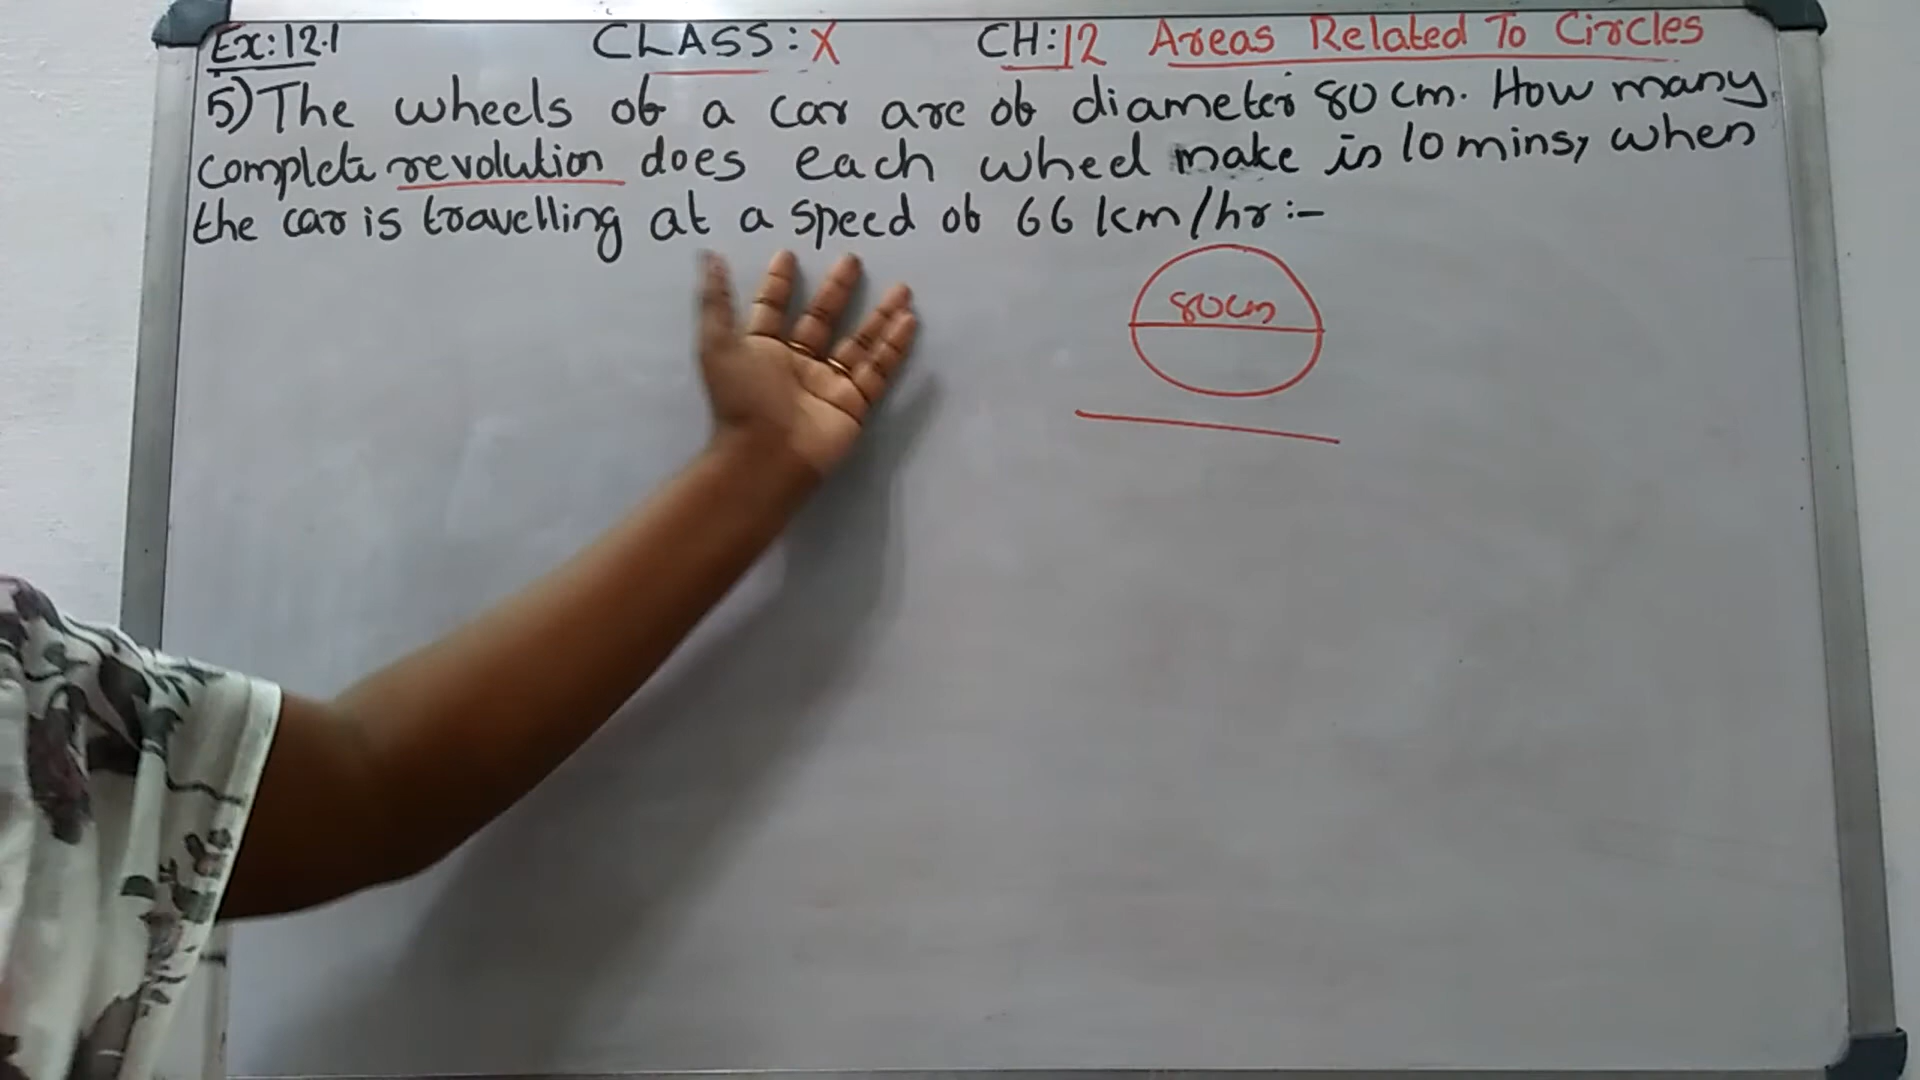 Ex:12.1 CLASS:X CH:12 Areas Related To Circles
5) The wheels of a car are of diameter 80 cm. How many
complete revolution does each wheel make in 10 mins, when
the car is travelling at a speed of 66 km/hr:-
80cm